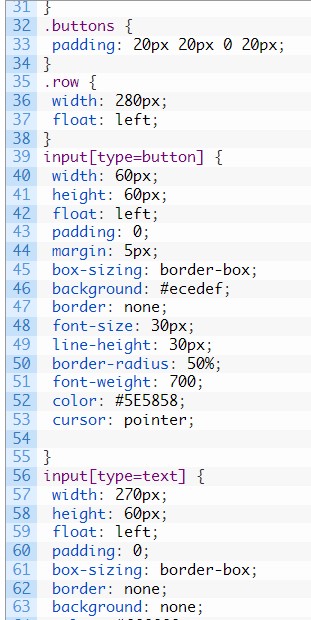 31 }
32 .buttons {
33 padding: 20px 20px 0 20px;
34 }
35 .row {
36 width: 280px;
37 float: left;
38 }
39 input[type=button] {
40 width: 60px;
41 height: 60px;
42 float: left;
43 padding: 0;
44 margin: 5px;
45 box-sizing: border-box;
46 background: #ecedef;
47 border: none;
48 font-size: 30px;
49 line-height: 30px;
50 border-radius: 50%;
51 font-weight: 700;
52 color: #5E5858;
53 cursor: pointer;
54
55 }
56 input[type=text] {
57 width: 270px;
58 height: 60px;
59 float: left;
60 padding: 0;
61 box-sizing: border-box;
62 border: none;
63 background: none;